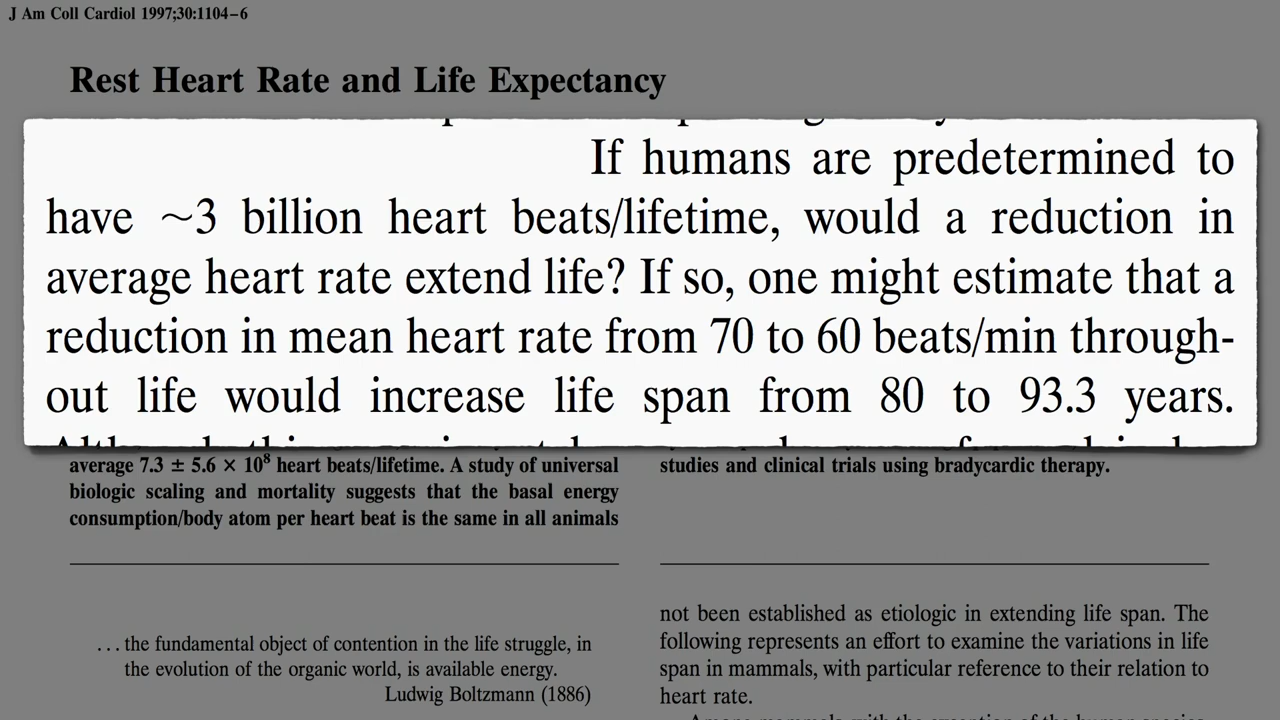 J Am Coll Cardiol 1997;30:1104–6
Rest Heart Rate and Life Expectancy
If humans are predetermined to
have ~3 billion heart beats/lifetime, would a reduction in
average heart rate extend life? If so, one might estimate that a
reduction in mean heart rate from 70 to 60 beats/min through-
out life would increase life span from 80 to 93.3 years.
average 7.3 ± 5.6 × 10⁸ heart beats/lifetime. A study of universal
biologic scaling and mortality suggests that the basal energy
consumption/body atom per heart beat is the same in all animals
studies and clinical trials using bradycardic therapy.
... the fundamental object of contention in the life struggle, in
the evolution of the organic world, is available energy.
Ludwig Boltzmann (1886)
not been established as etiologic in extending life span. The
following represents an effort to examine the variations in life
span in mammals, with particular reference to their relation to
heart rate.